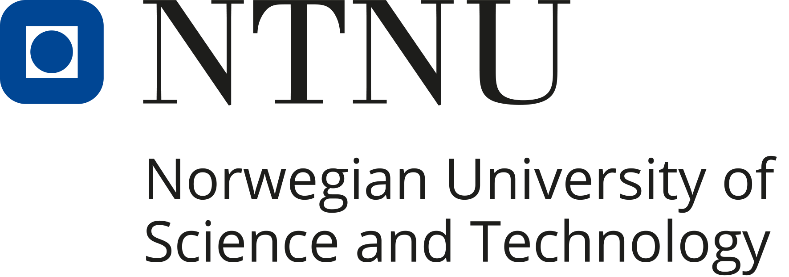 NTNU
Norwegian University of
Science and Technology